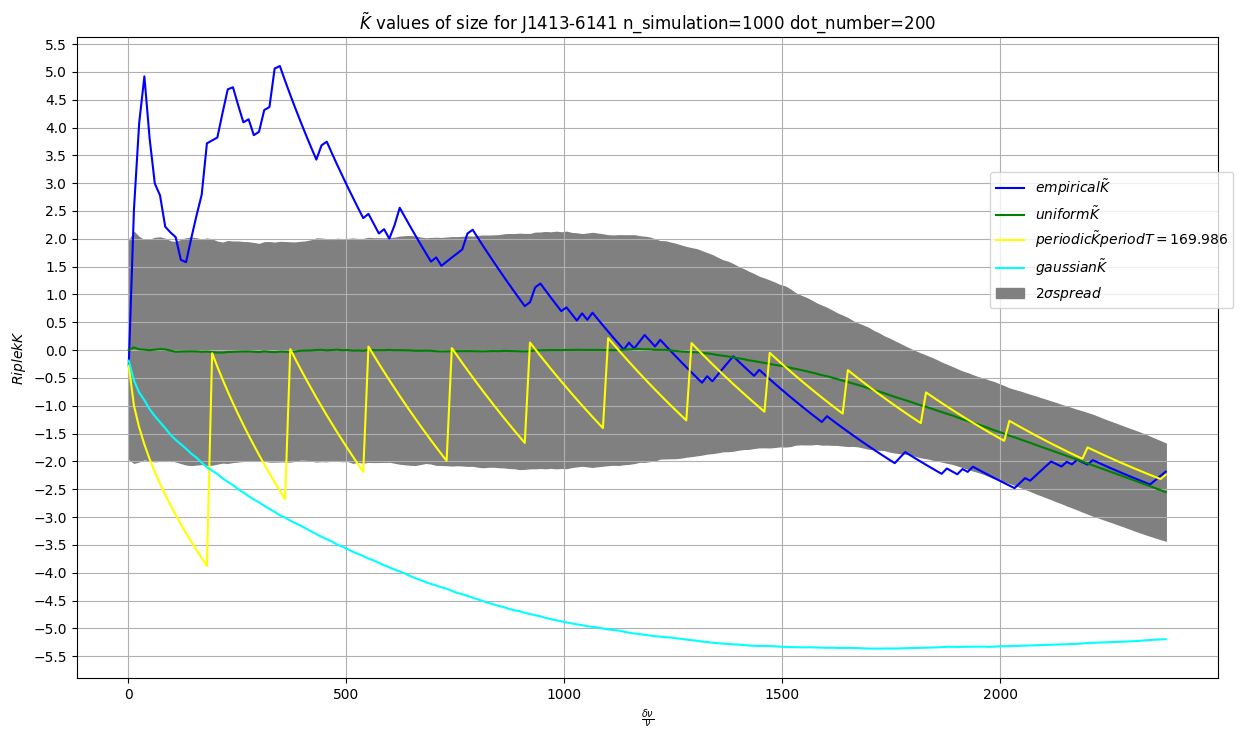 K̃ values of size for J1413-6141 n_simulation=1000 dot_number=200
5.5
5.0
4.5
4.0
3.5
3.0
2.5
2.0
1.5
1.0
0.5
0.0
−0.5
−1.0
−1.5
−2.0
−2.5
−3.0
−3.5
−4.0
−4.5
−5.0
−5.5
RiplekK
empiricalK̃
uniformK̃
periodicK̃periodT = 169.986
gaussianK̃
2σspread
0 500 1000 1500 2000
δν
ν